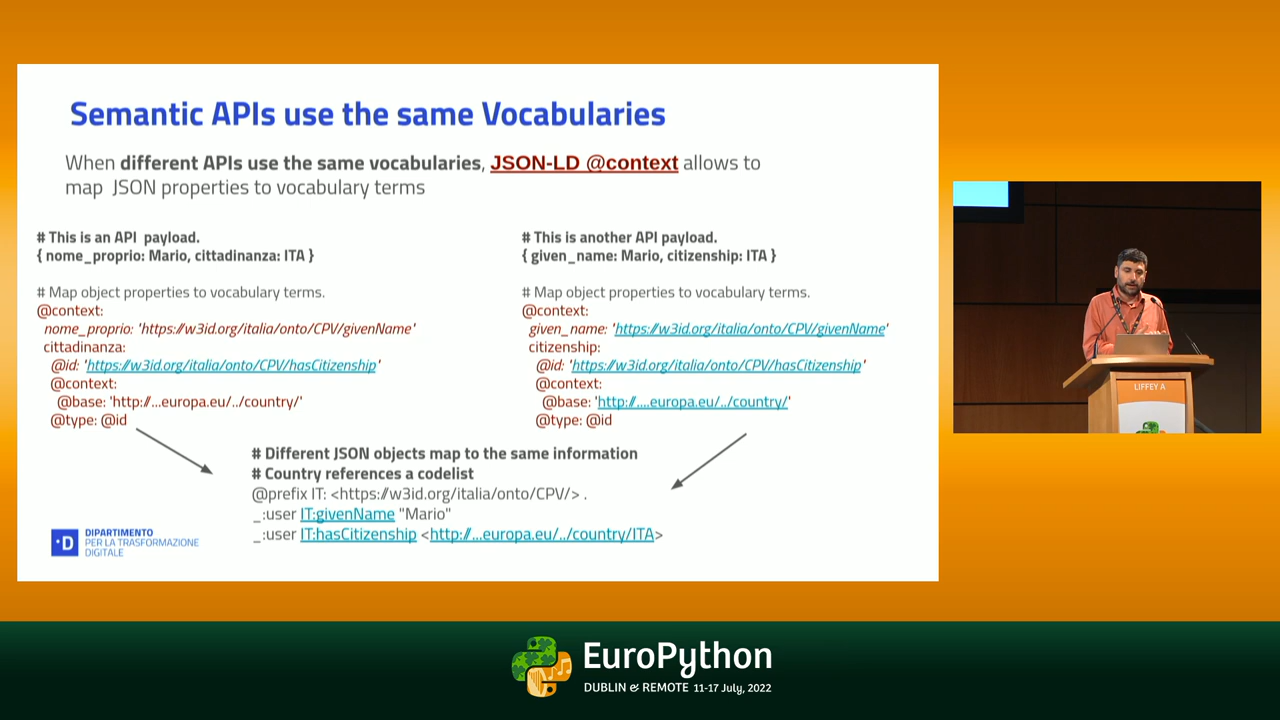 Semantic APIs use the same Vocabularies
When different APIs use the same vocabularies, JSON-LD @context allows to
map JSON properties to vocabulary terms
# This is an API payload.
{ nome_proprio: Mario, cittadinanza: ITA }
# Map object properties to vocabulary terms.
@context:
nome_proprio: 'https://w3id.org/italia/onto/CPV/givenName'
cittadinanza:
@id: 'https://w3id.org/italia/onto/CPV/hasCitizenship'
@context:
@base: 'http://...europa.eu/../country/'
@type: @id
# This is another API payload.
{ given_name: Mario, citizenship: ITA }
# Map object properties to vocabulary terms.
@context:
given_name: 'https://w3id.org/italia/onto/CPV/givenName'
citizenship:
@id: 'https://w3id.org/italia/onto/CPV/hasCitizenship'
@context:
@base: 'http://....europa.eu/../country/'
@type: @id
# Different JSON objects map to the same information
# Country references a codelist
@prefix IT: <https://w3id.org/italia/onto/CPV/> .
_:user IT:givenName "Mario"
_:user IT:hasCitizenship <http://...europa.eu/../country/ITA>
·D DIPARTIMENTO
PER LA TRASFORMAZIONE
DIGITALE
LIFFEY A
EuroPython
DUBLIN & REMOTE 11-17 July, 2022